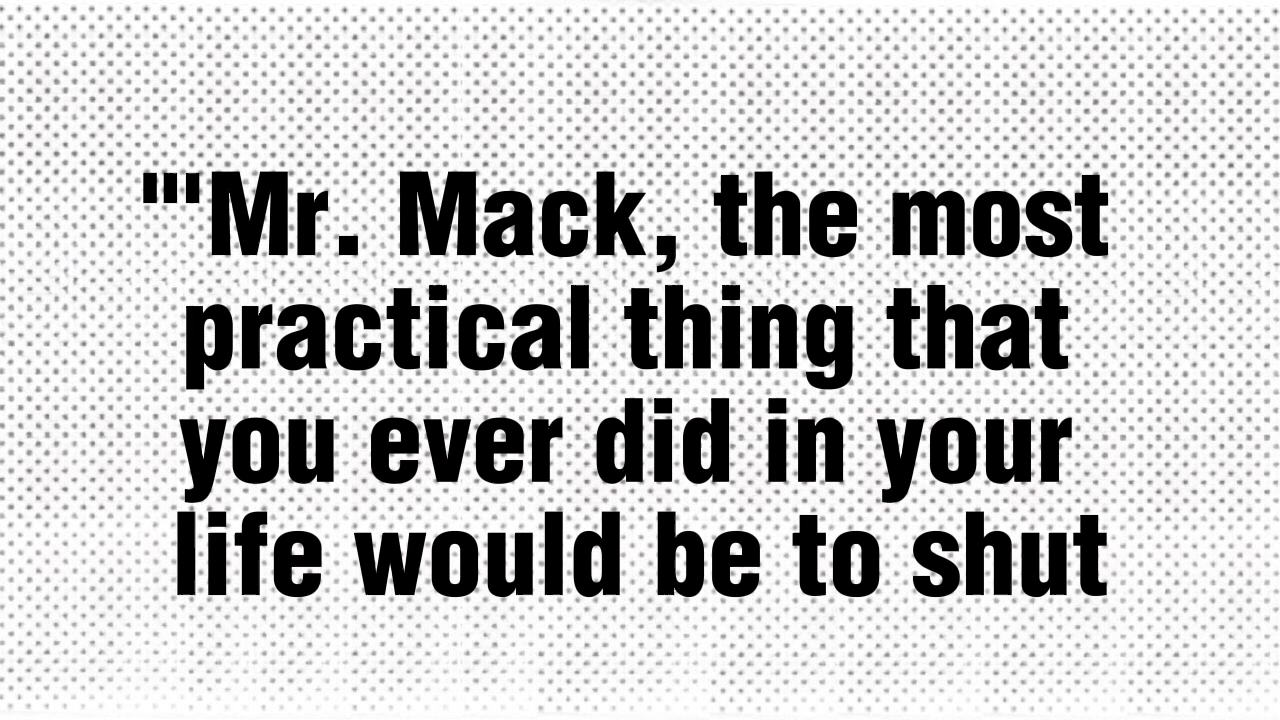 "'Mr. Mack, the most
practical thing that
you ever did in your
life would be to shut